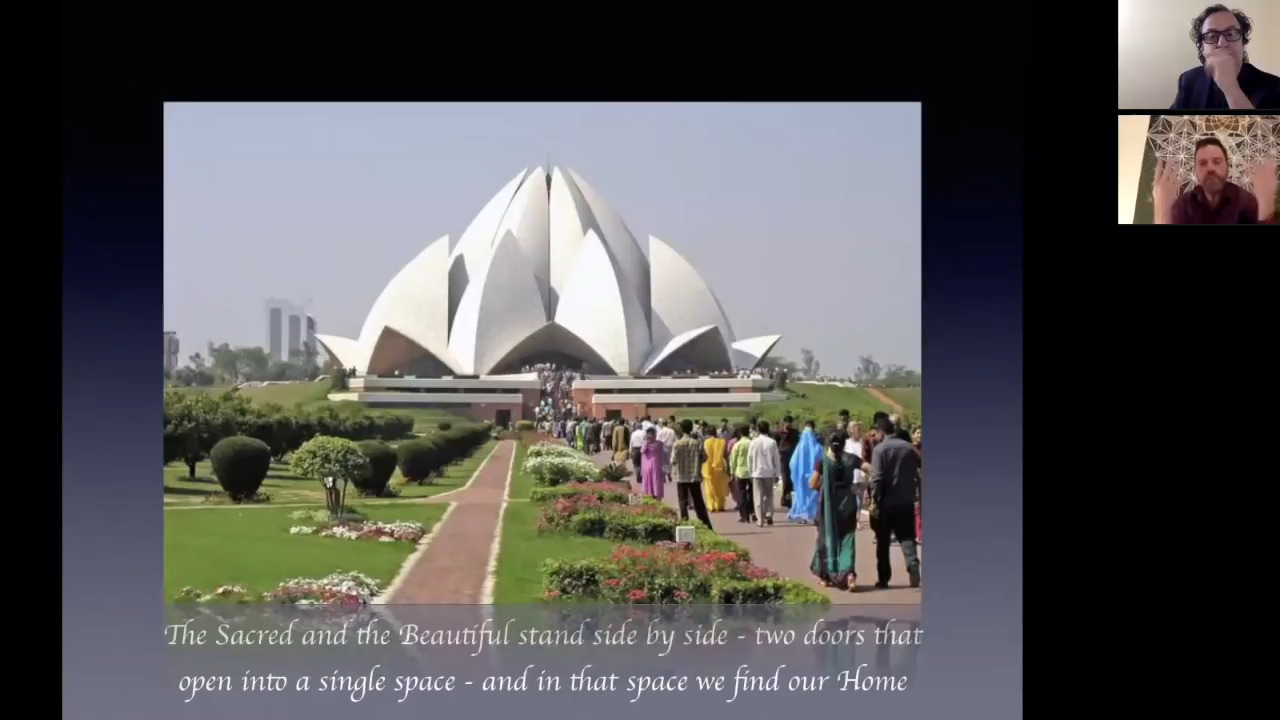 The Sacred and the Beautiful stand side by side - two doors that
open into a single space - and in that space we find our Home